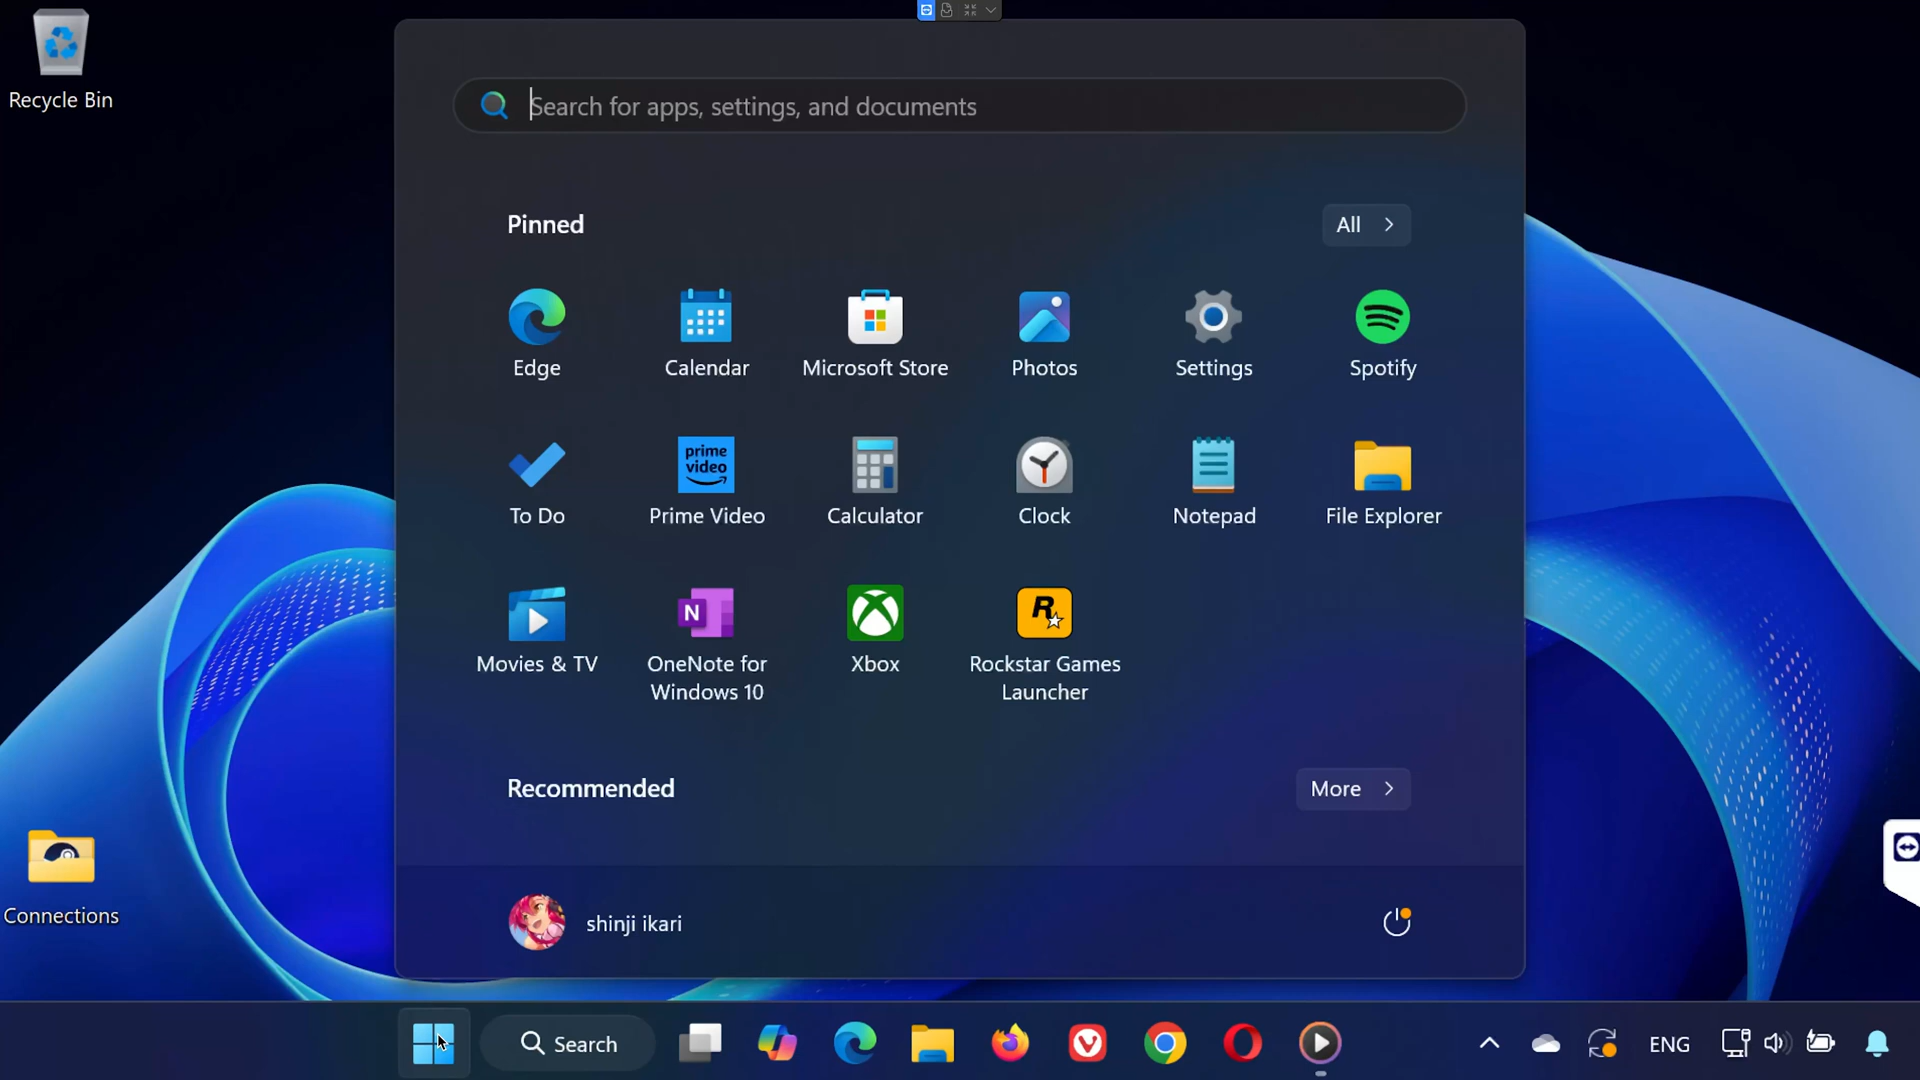 Recycle Bin
Search for apps, settings, and documents
Pinned
All
Edge
Calendar
Microsoft Store
Photos
Settings
Spotify
prime
video
To Do
Prime Video
Calculator
Clock
Notepad
File Explorer
N
R
Movies & TV
OneNote for
Windows 10
Xbox
Rockstar Games
Launcher
Recommended
More
Connections
shinji ikari
Search
ENG